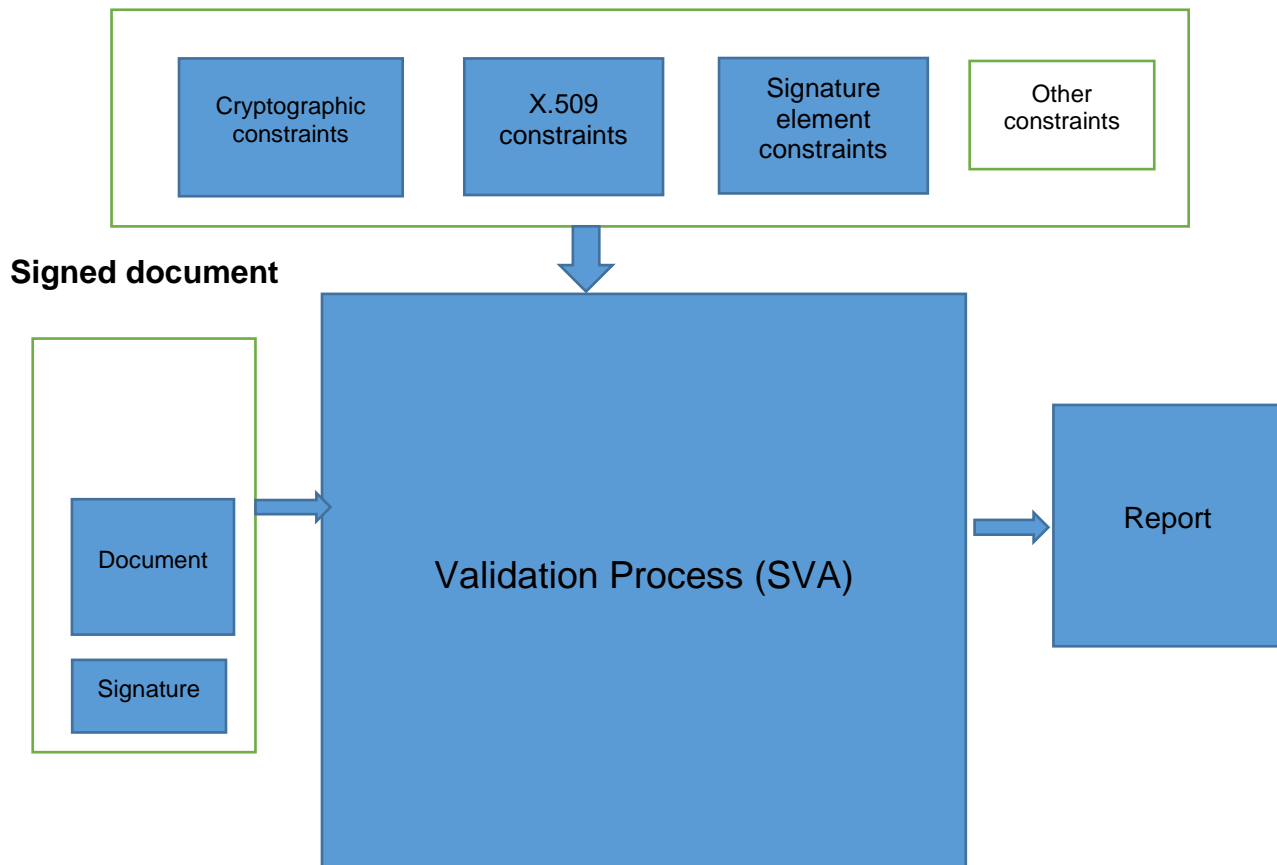 Cryptographic
constraints
X.509
constraints
Signature
element
constraints
Other
constraints
Signed document
Document
Signature
Validation Process (SVA)
Report